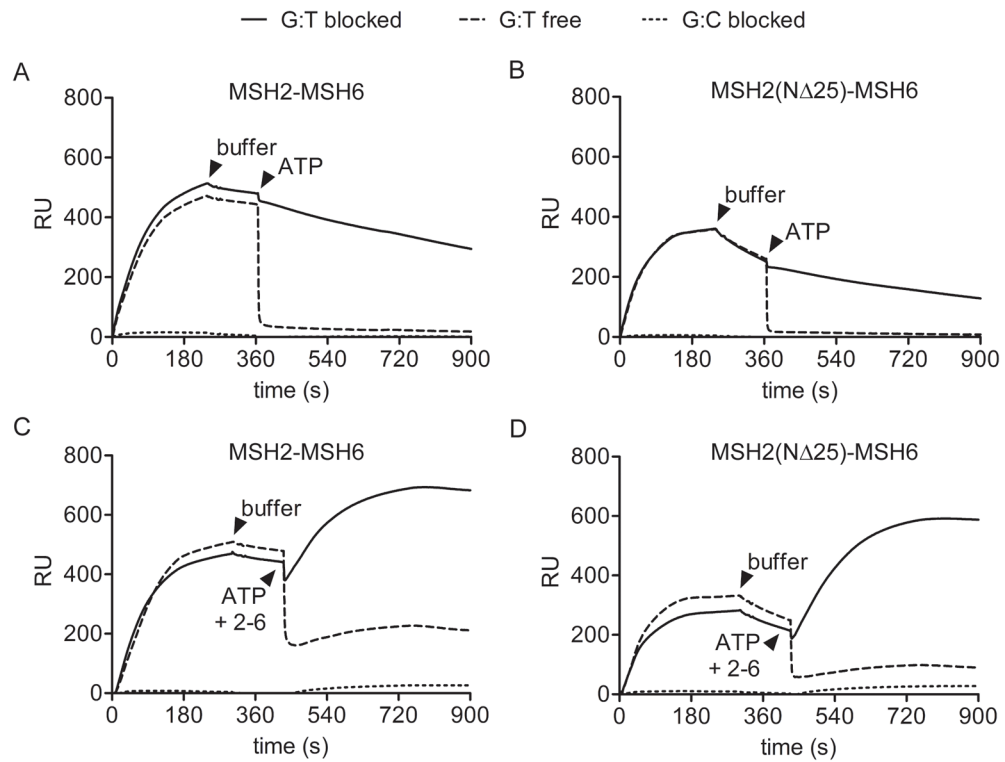 G:T blocked G:T free G:C blocked
A
MSH2-MSH6
800
600
400
200
0
RU
buffer
ATP
0 180 360 540 720 900
time (s)
B
MSH2(NΔ25)-MSH6
800
600
400
200
0
RU
buffer
ATP
0 180 360 540 720 900
time (s)
C
MSH2-MSH6
800
600
400
200
0
RU
buffer
ATP
+ 2-6
0 180 360 540 720 900
time (s)
D
MSH2(NΔ25)-MSH6
800
600
400
200
0
RU
buffer
ATP
+ 2-6
0 180 360 540 720 900
time (s)